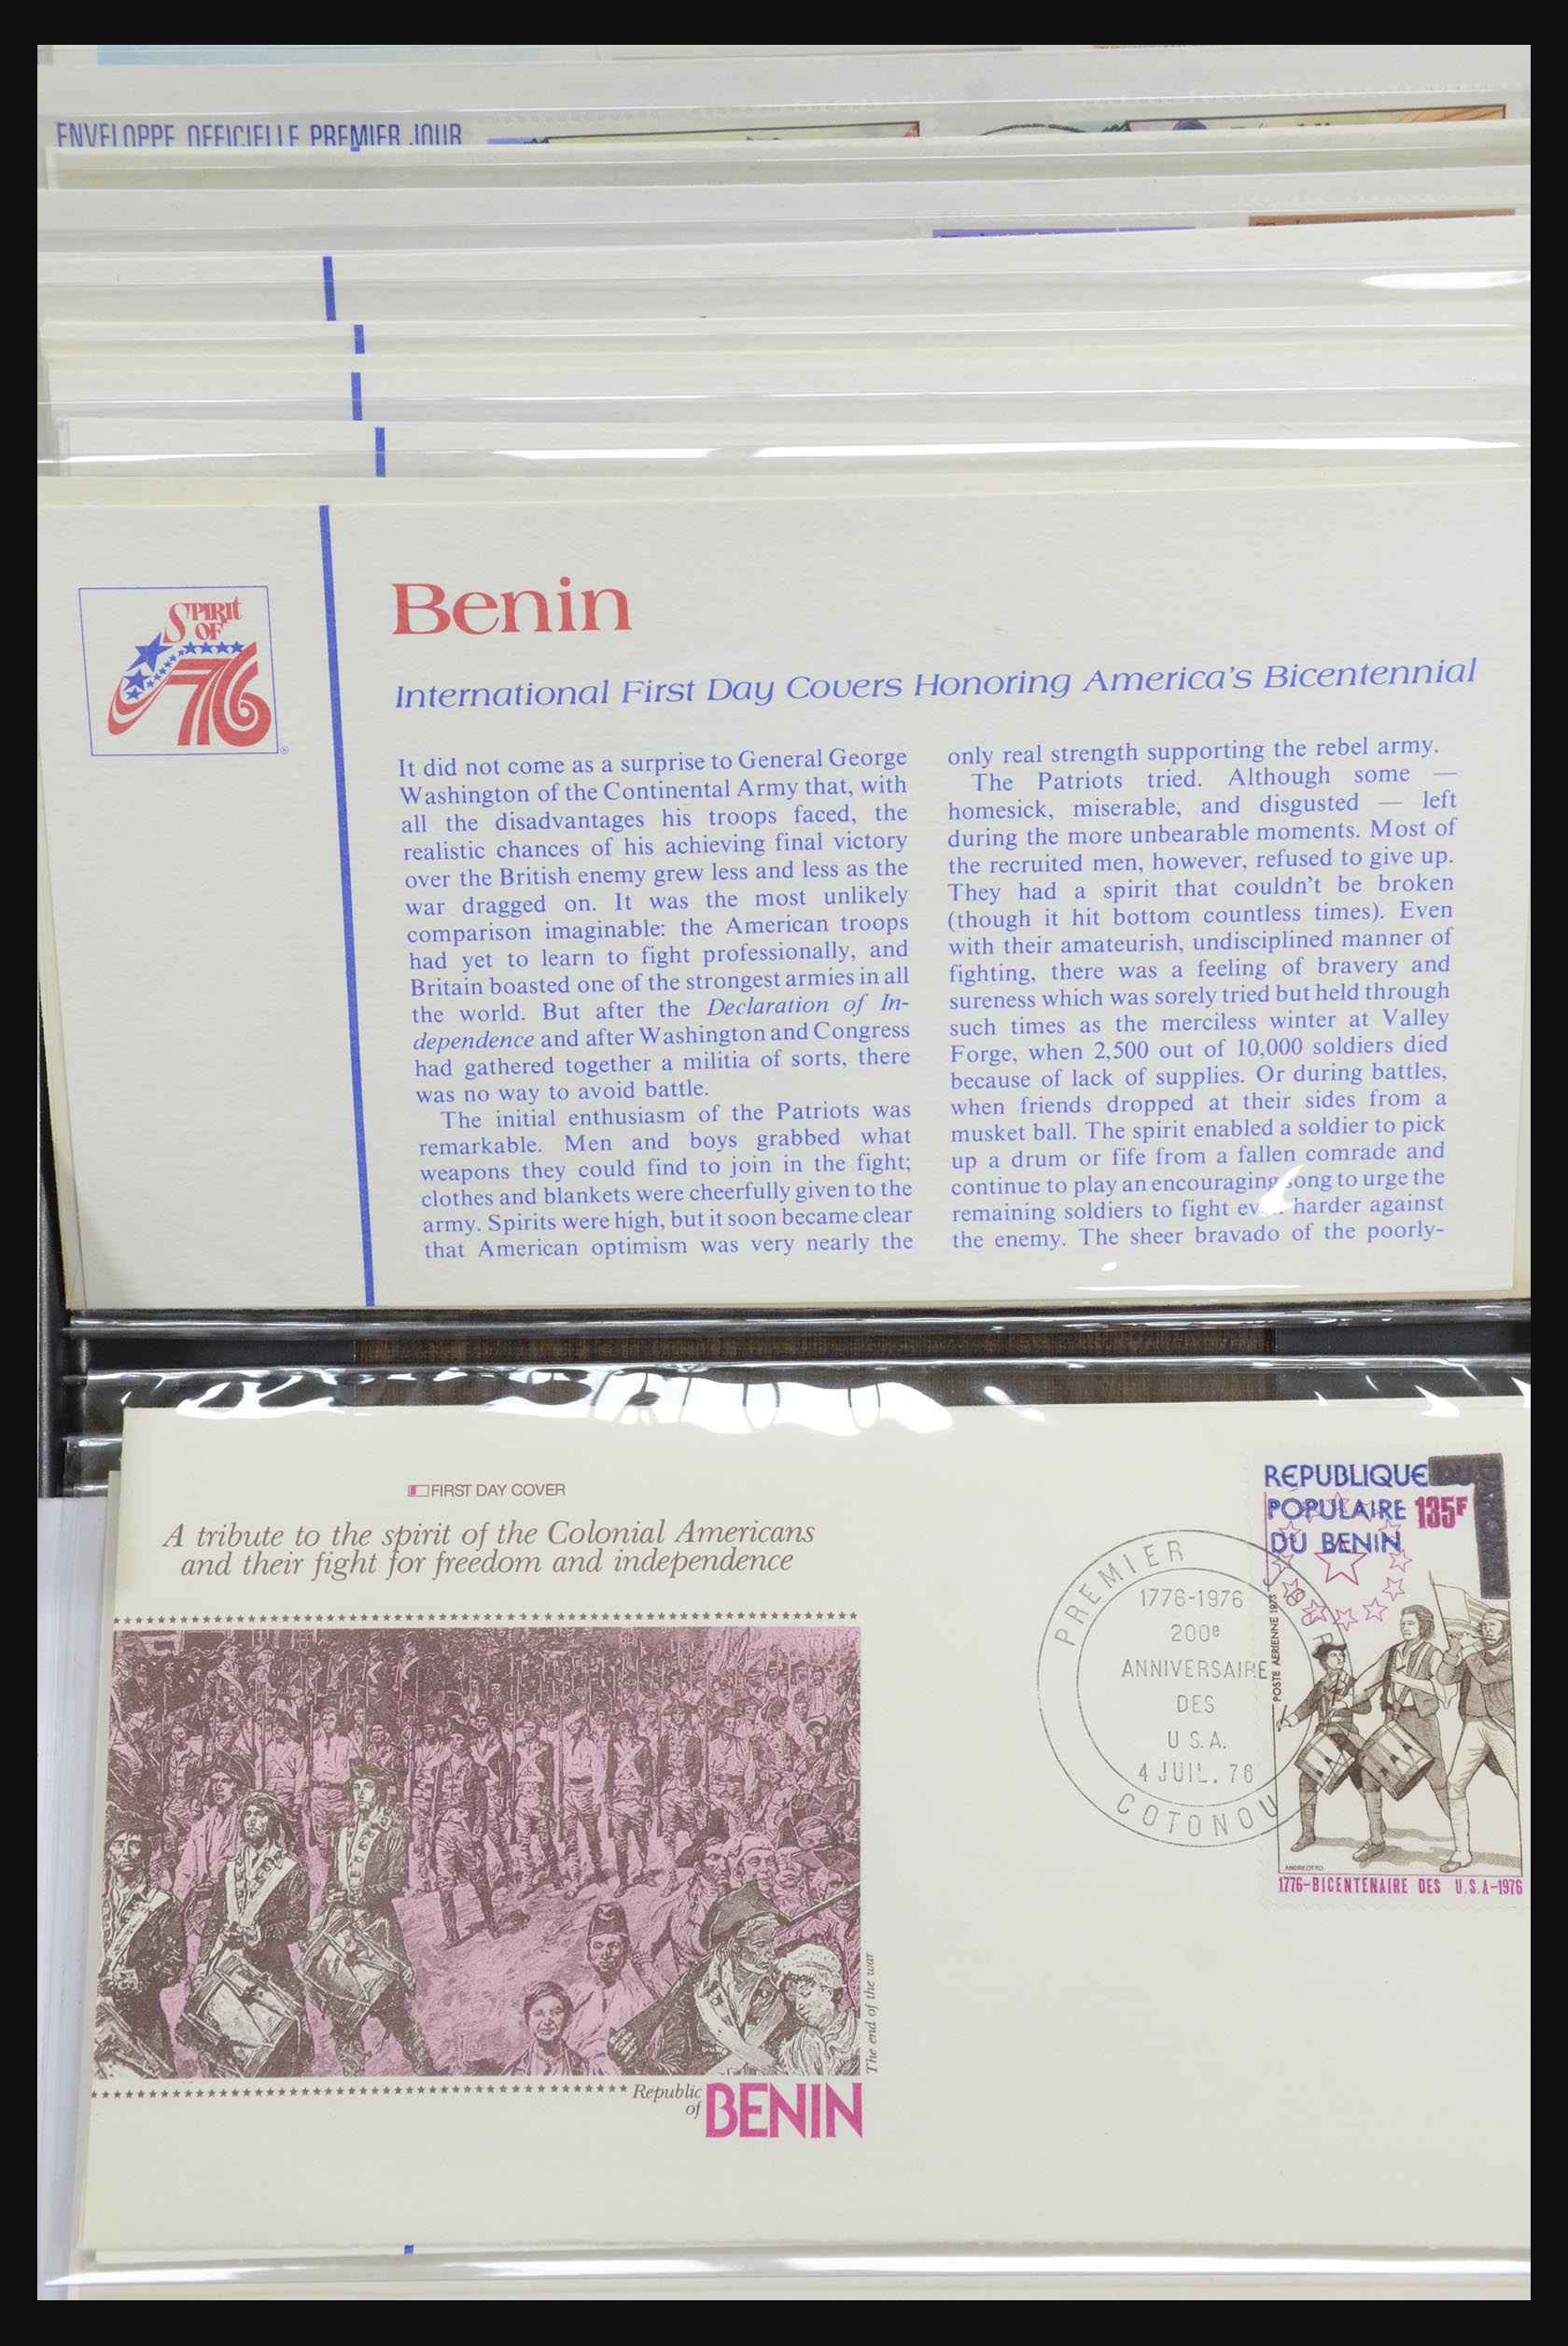 ENVELOPPE OFFICIELLE PREMIER JOUR
SPIRIT
OF
76
®
Benin
International First Day Covers Honoring America's Bicentennial
It did not come as a surprise to General George
Washington of the Continental Army that, with
all the disadvantages his troops faced, the
realistic chances of his achieving final victory
over the British enemy grew less and less as the
war dragged on. It was the most unlikely
comparison imaginable: the American troops
had yet to learn to fight professionally, and
Britain boasted one of the strongest armies in all
the world. But after the Declaration of In-
dependence and after Washington and Congress
had gathered together a militia of sorts, there
was no way to avoid battle.
The initial enthusiasm of the Patriots was
remarkable. Men and boys grabbed what
weapons they could find to join in the fight;
clothes and blankets were cheerfully given to the
army. Spirits were high, but it soon became clear
that American optimism was very nearly the
only real strength supporting the rebel army.
The Patriots tried. Although some —
homesick, miserable, and disgusted — left
during the more unbearable moments. Most of
the recruited men, however, refused to give up.
They had a spirit that couldn't be broken
(though it hit bottom countless times). Even
with their amateurish, undisciplined manner of
fighting, there was a feeling of bravery and
sureness which was sorely tried but held through
such times as the merciless winter at Valley
Forge, when 2,500 out of 10,000 soldiers died
because of lack of supplies. Or during battles,
when friends dropped at their sides from a
musket ball. The spirit enabled a soldier to pick
up a drum or fife from a fallen comrade and
continue to play an encouraging song to urge the
remaining soldiers to fight even harder against
the enemy. The sheer bravado of the poorly-
FIRST DAY COVER
A tribute to the spirit of the Colonial Americans
and their fight for freedom and independence
The end of the war
Republic
of
BENIN
PREMIER JOUR
1776-1976
200e
ANNIVERSAIRE
DES
U.S.A.
4 JUIL. 76
COTONOU
REPUBLIQUE DU
POPULAIRE 135F
DU BENIN
POSTE AERIENNE 1975
ANDREOTTO
1776-BICENTENAIRE DES U.S.A-1976